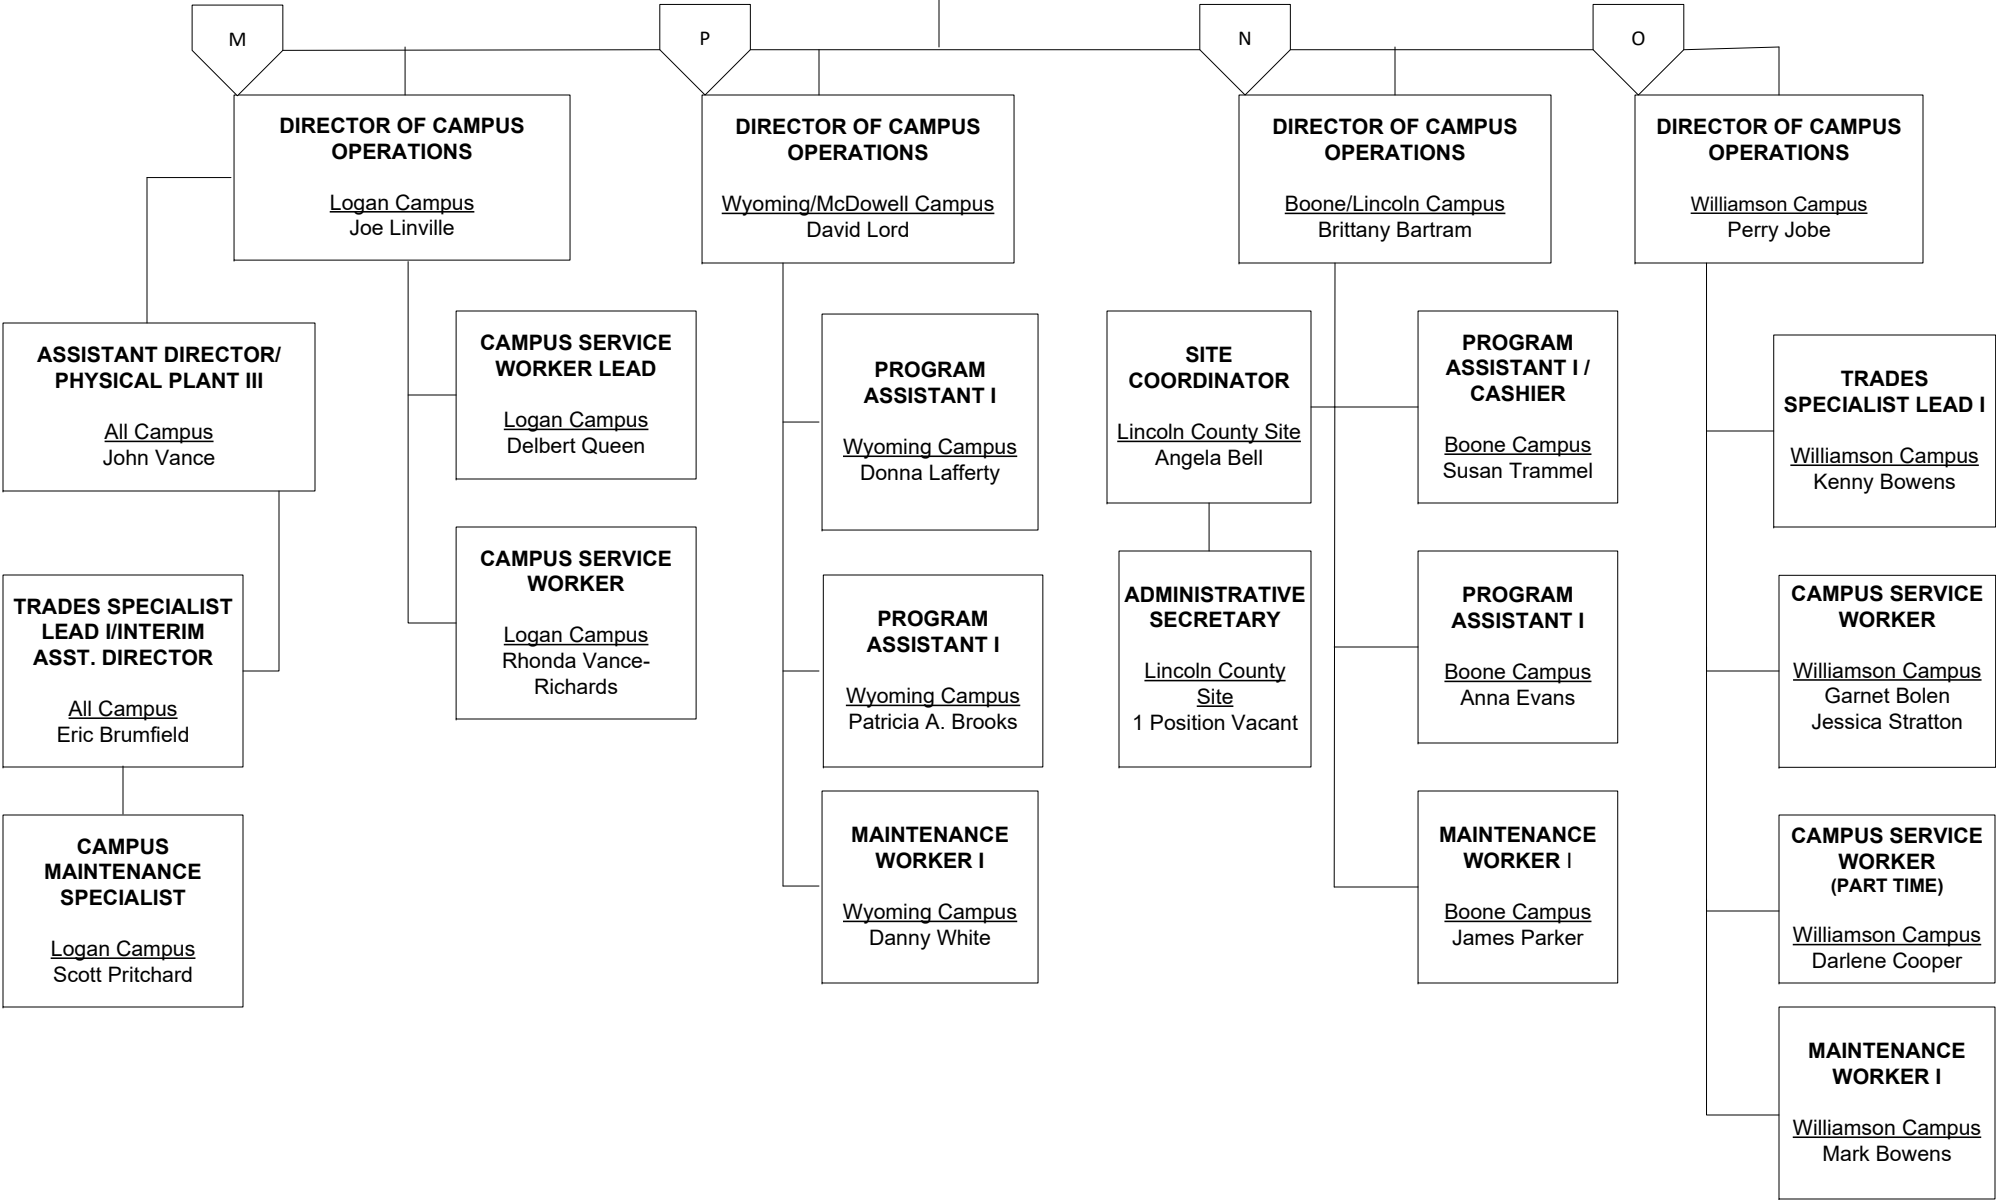 M
P
N
O
DIRECTOR OF CAMPUS
OPERATIONS
Logan Campus
Joe Linville
DIRECTOR OF CAMPUS
OPERATIONS
Wyoming/McDowell Campus
David Lord
DIRECTOR OF CAMPUS
OPERATIONS
Boone/Lincoln Campus
Brittany Bartram
DIRECTOR OF CAMPUS
OPERATIONS
Williamson Campus
Perry Jobe
ASSISTANT DIRECTOR/
PHYSICAL PLANT III
All Campus
John Vance
TRADES SPECIALIST
LEAD I/INTERIM
ASST. DIRECTOR
All Campus
Eric Brumfield
CAMPUS
MAINTENANCE
SPECIALIST
Logan Campus
Scott Pritchard
CAMPUS SERVICE
WORKER LEAD
Logan Campus
Delbert Queen
CAMPUS SERVICE
WORKER
Logan Campus
Rhonda Vance-
Richards
PROGRAM
ASSISTANT I
Wyoming Campus
Donna Lafferty
PROGRAM
ASSISTANT I
Wyoming Campus
Patricia A. Brooks
MAINTENANCE
WORKER I
Wyoming Campus
Danny White
SITE
COORDINATOR
Lincoln County Site
Angela Bell
ADMINISTRATIVE
SECRETARY
Lincoln County
Site
1 Position Vacant
PROGRAM
ASSISTANT I /
CASHIER
Boone Campus
Susan Trammel
PROGRAM
ASSISTANT I
Boone Campus
Anna Evans
MAINTENANCE
WORKER I
Boone Campus
James Parker
TRADES
SPECIALIST LEAD I
Williamson Campus
Kenny Bowens
CAMPUS SERVICE
WORKER
Williamson Campus
Garnet Bolen
Jessica Stratton
CAMPUS SERVICE
WORKER
(PART TIME)
Williamson Campus
Darlene Cooper
MAINTENANCE
WORKER I
Williamson Campus
Mark Bowens